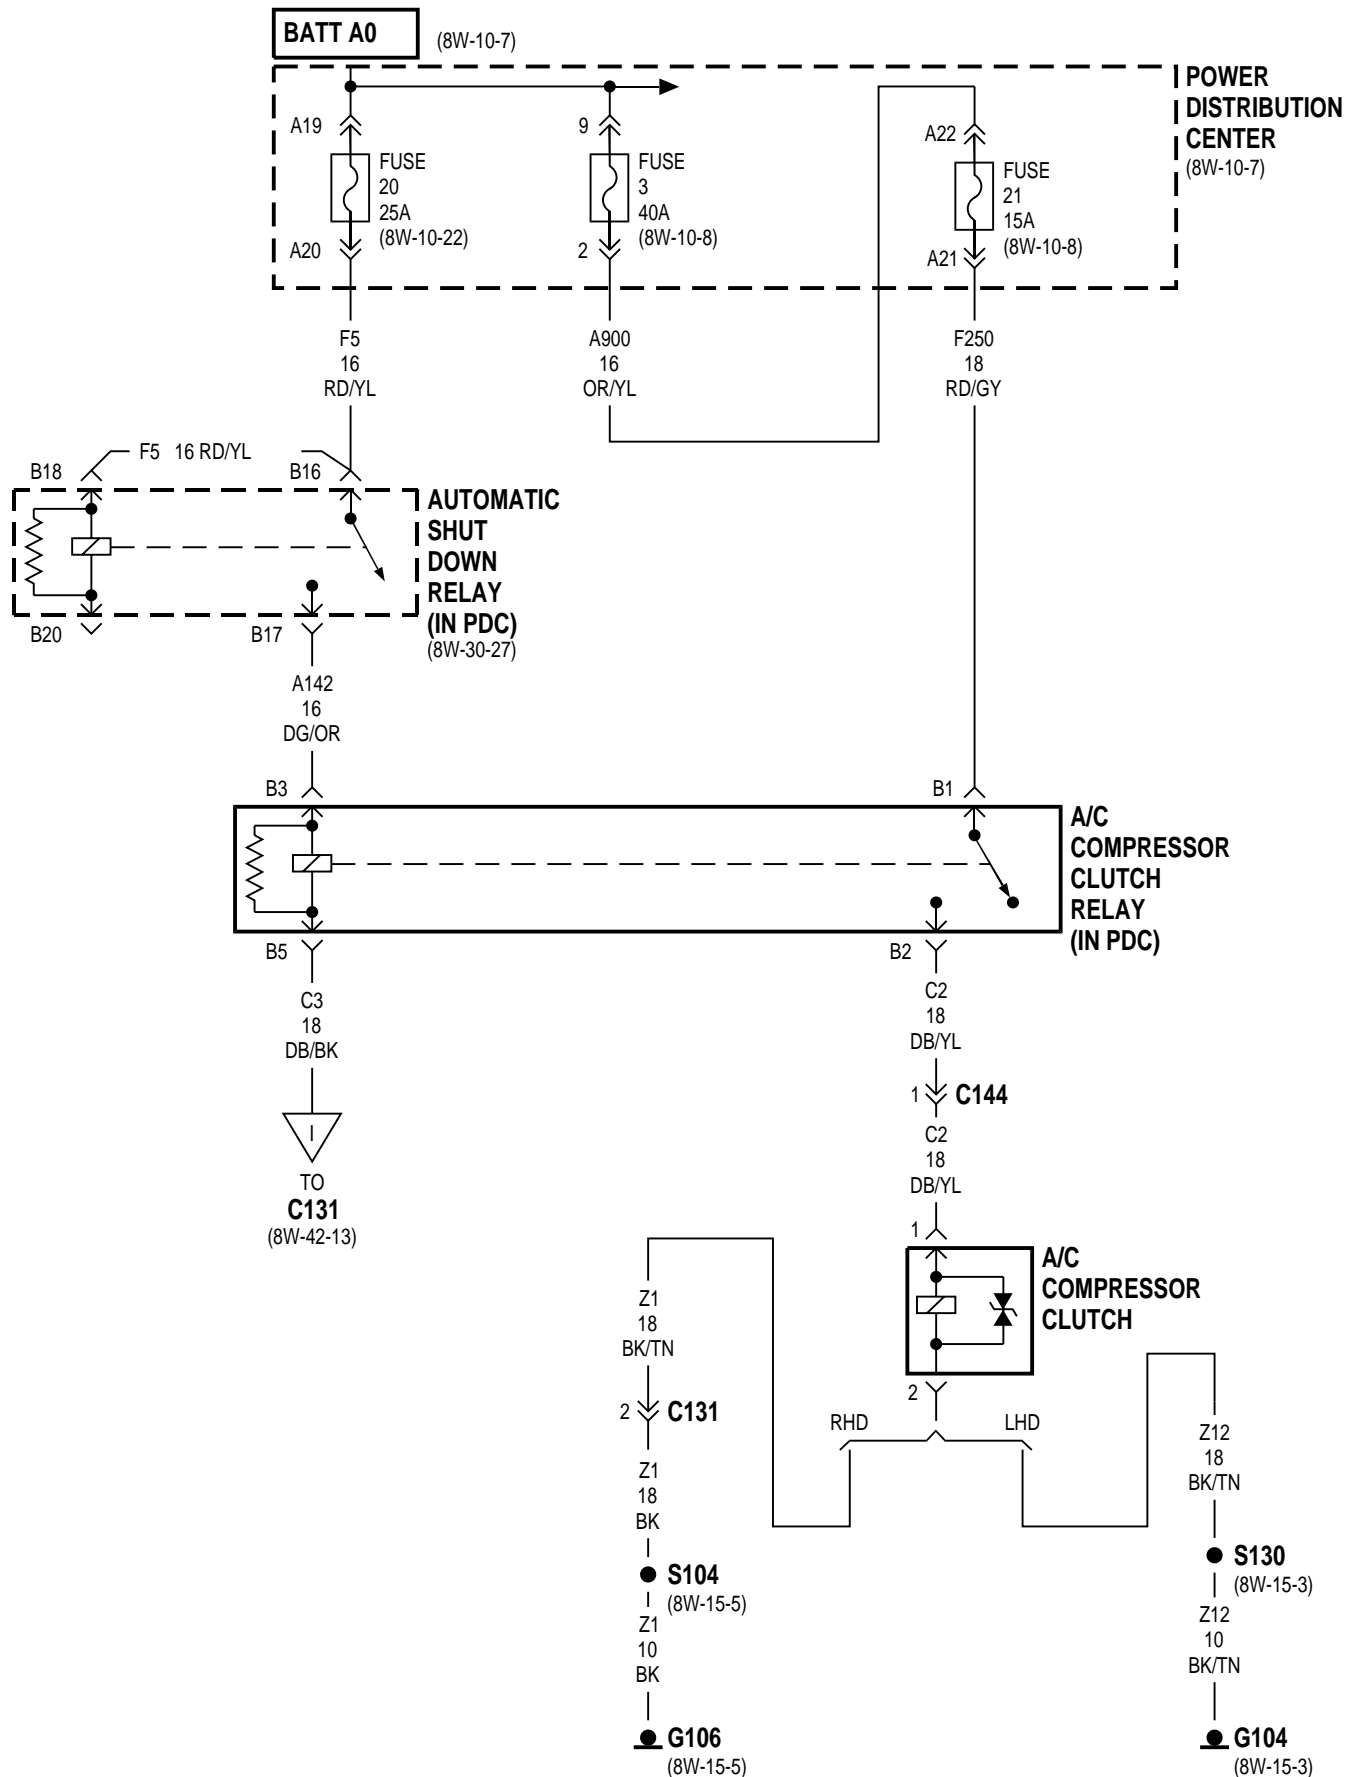 BATT A0
(8W-10-7)
POWER
DISTRIBUTION
CENTER
(8W-10-7)
A19
FUSE
20
25A
(8W-10-22)
A20
9
FUSE
3
40A
(8W-10-8)
2
A22
FUSE
21
15A
(8W-10-8)
A21
F5
16
RD/YL
A900
16
OR/YL
F250
18
RD/GY
F5 16 RD/YL
B18
B16
AUTOMATIC
SHUT
DOWN
RELAY
(IN PDC)
(8W-30-27)
B20
B17
A142
16
DG/OR
B3
B1
A/C
COMPRESSOR
CLUTCH
RELAY
(IN PDC)
B5
B2
C3
18
DB/BK
I
TO
C131
(8W-42-13)
C2
18
DB/YL
1
C144
C2
18
DB/YL
1
A/C
COMPRESSOR
CLUTCH
2
RHD
LHD
Z1
18
BK/TN
2
C131
Z1
18
BK
S104
(8W-15-5)
Z1
10
BK
G106
(8W-15-5)
Z12
18
BK/TN
S130
(8W-15-3)
Z12
10
BK/TN
G104
(8W-15-3)